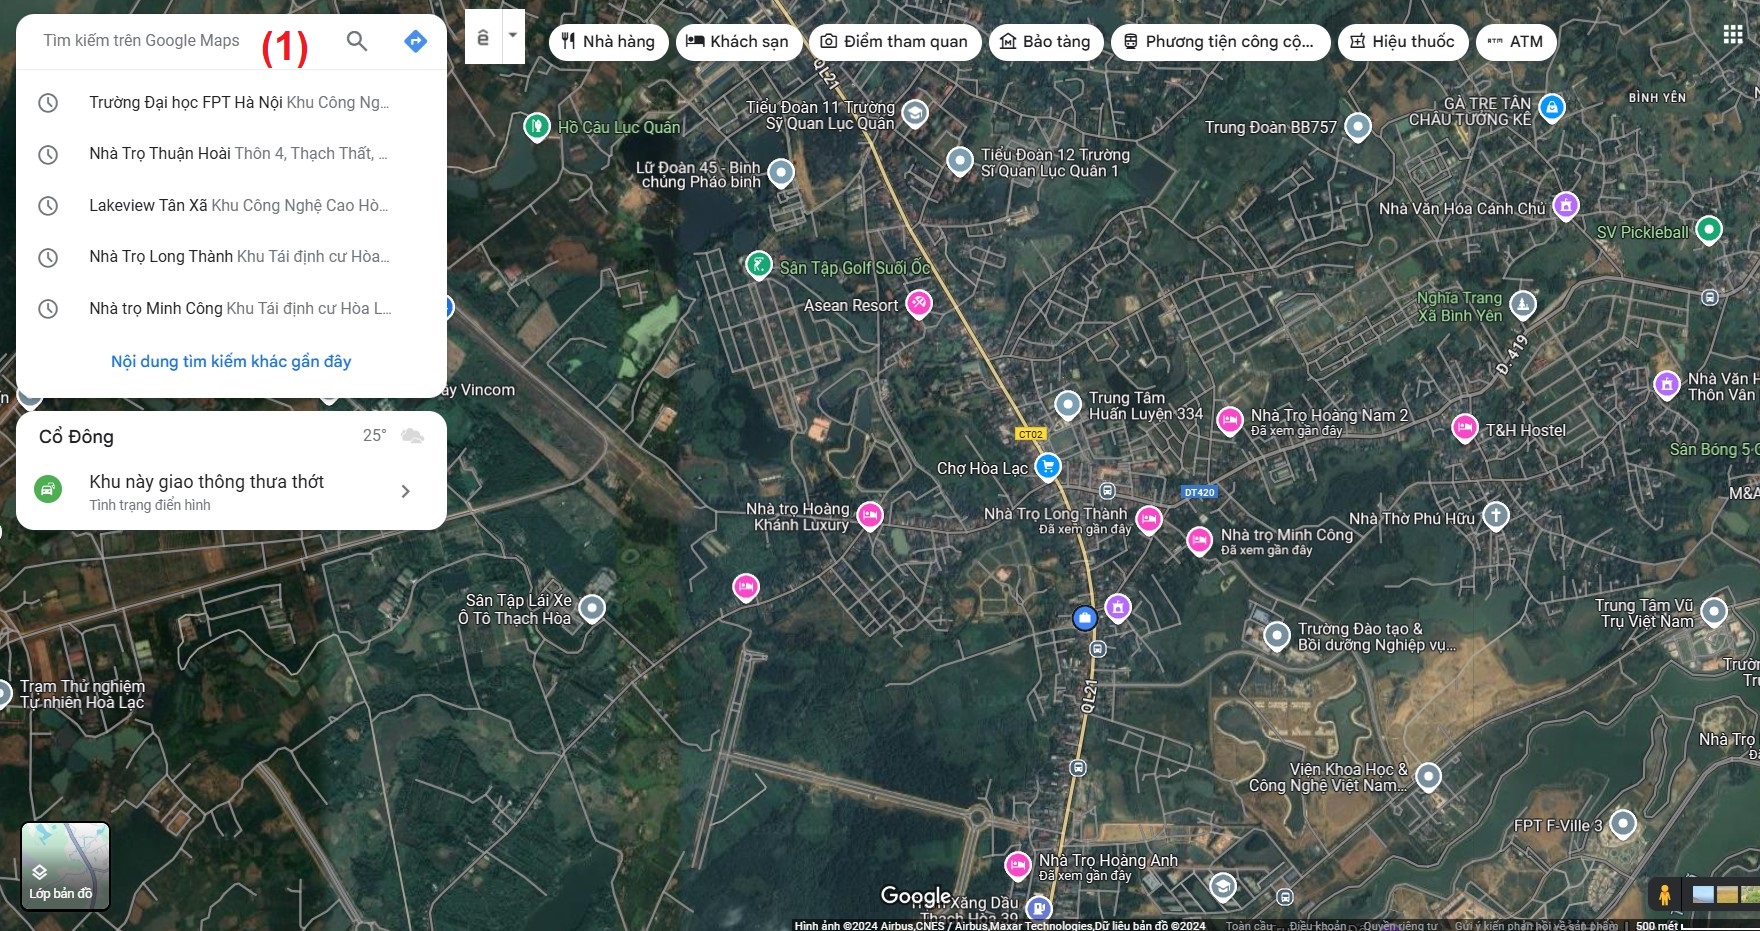 Tìm kiếm trên Google Maps
(1)
ê
Nhà hàng
Khách sạn
Điểm tham quan
Bảo tàng
Phương tiện công cộ...
Hiệu thuốc
ATM
Trường Đại học FPT Hà Nội Khu Công Ng...
Nhà Trọ Thuận Hoài Thôn 4, Thạch Thất, ...
Lakeview Tân Xã Khu Công Nghệ Cao Hò...
Nhà Trọ Long Thành Khu Tái định cư Hòa...
Nhà trọ Minh Công Khu Tái định cư Hòa L...
Nội dung tìm kiếm khác gần đây
Cổ Đông
25°
Khu này giao thông thưa thớt
Tình trạng điển hình
QL21
Tiểu Đoàn 11 Trường
Sỹ Quan Lục Quân
Hồ Câu Lục Quân
Lữ Đoàn 45 - Binh
chủng Pháo binh
Tiểu Đoàn 12 Trường
Sĩ Quan Lục Quân 1
Trung Đoàn BB757
GÀ TRE TÂN
CHÂU TƯỜNG KÊ
BÌNH YÊN
Nhà Văn Hóa Cánh Chủ
SV Pickleball
Sân Tập Golf Suối Ốc
Asean Resort
Nghĩa Trang
Xã Bình Yên
Đ. 419
ay Vincom
Nhà Văn H
Thôn Vân
Trung Tâm
Huấn Luyện 334
Nhà Trọ Hoàng Nam 2
Đã xem gần đây
T&H Hostel
CT02
Sân Bóng 5 C
Chợ Hòa Lạc
DT420
M&A
Nhà trọ Hoàng
Khánh Luxury
Nhà Trọ Long Thành
Đã xem gần đây
Nhà Thờ Phú Hữu
Nhà trọ Minh Công
Đã xem gần đây
Sân Tập Lái Xe
Ô Tô Thạch Hòa
Trung Tâm Vũ
Trụ Việt Nam
Trường Đào tạo &
Bồi dưỡng Nghiệp vụ...
Trườn
Trạm Thử nghiệm
Tự nhiên Hoà Lạc
QL21
Nhà Trọ
Viện Khoa Học &
Công Nghệ Việt Nam...
FPT F-Ville 3
Nhà Trọ Hoàng Anh
Đã xem gần đây
Lớp bản đồ
Google
Trạm Xăng Dầu
Thạch Hòa 39
Hình ảnh ©2024 Airbus,CNES / Airbus,Maxar Technologies,Dữ liệu bản đồ ©2024
Toàn cầu
Điều khoản
Quyền riêng tư
Gửi ý kiến phản hồi về sản phẩm
500 mét